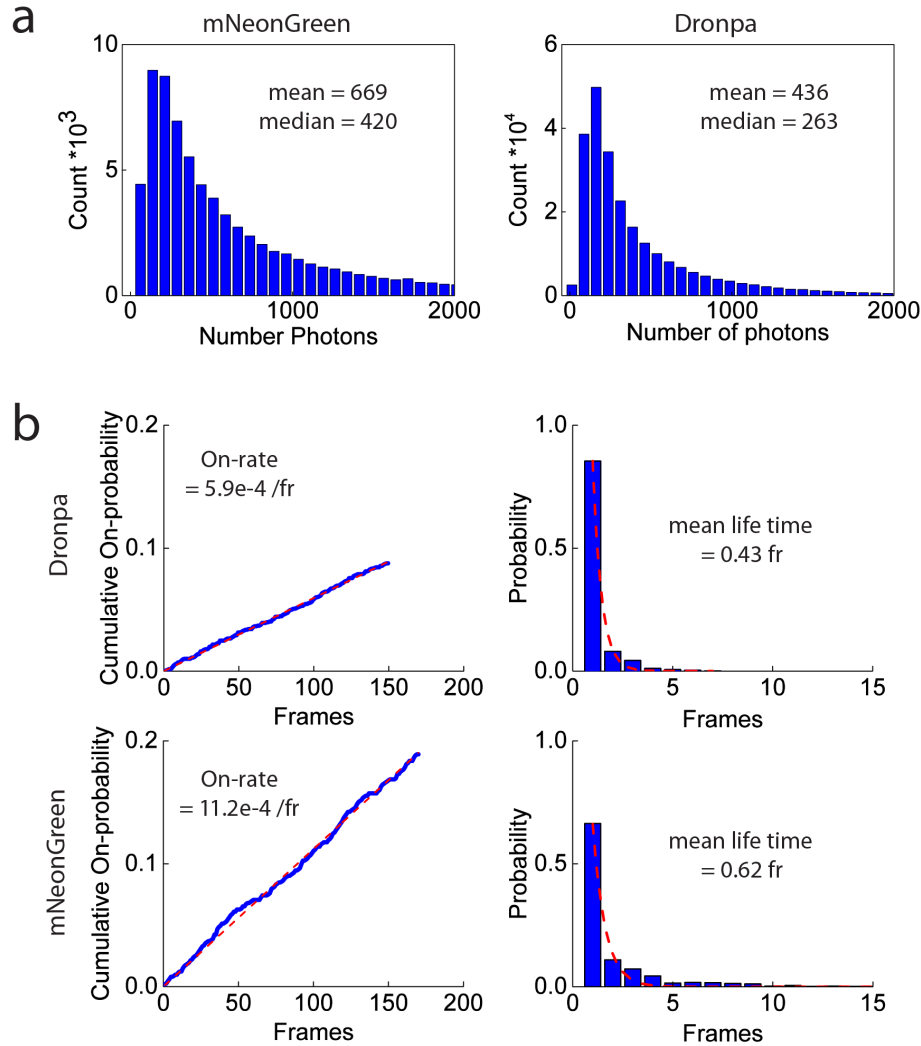 a
mNeonGreen
Dronpa
10
5
0
Count *10³
mean = 669
median = 420
0
1000
2000
Number Photons
6
4
2
0
Count *10⁴
mean = 436
median = 263
0
1000
2000
Number of photons
b
Dronpa
0.2
0.1
0.0
Cumulative On-probability
On-rate
= 5.9e-4 /fr
0
50
100
150
200
Frames
1.0
0.5
0.0
Probability
mean life time
= 0.43 fr
0
5
10
15
Frames
mNeonGreen
0.2
0.1
0.0
Cumulative On-probability
On-rate
= 11.2e-4 /fr
0
50
100
150
200
Frames
1.0
0.5
0.0
Probability
mean life time
= 0.62 fr
0
5
10
15
Frames